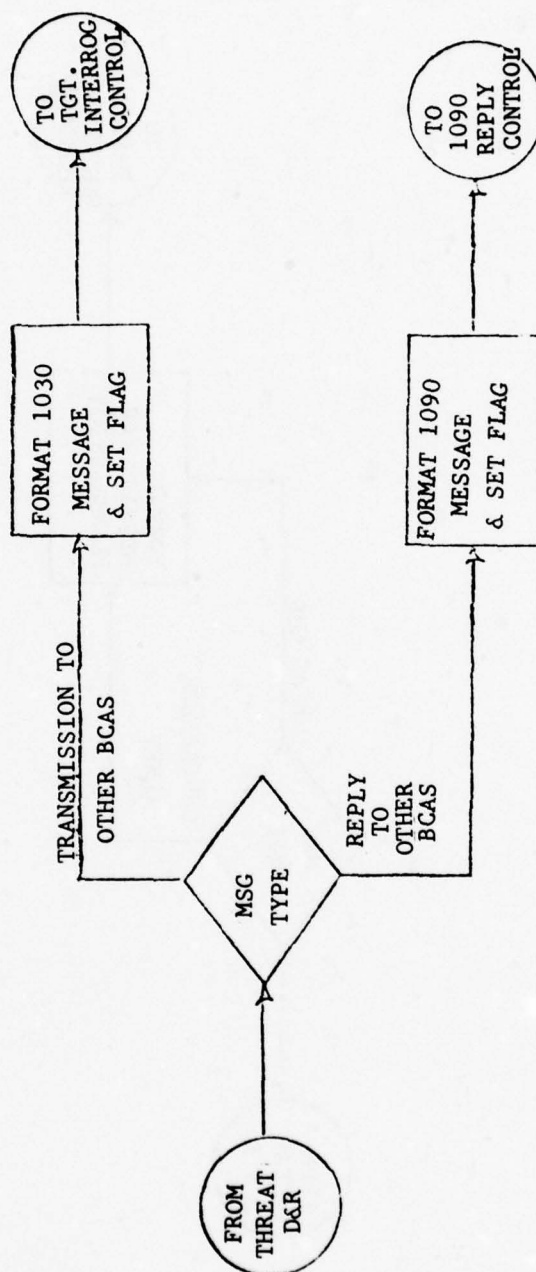 FROM
THREAT
D&R
MSG
TYPE
TRANSMISSION TO
OTHER BCAS
FORMAT 1030
MESSAGE
& SET FLAG
TO
TGT.
INTERROG
CONTROL
REPLY
TO
OTHER
BCAS
FORMAT 1090
MESSAGE
& SET FLAG
TO
1090
REPLY
CONTROL